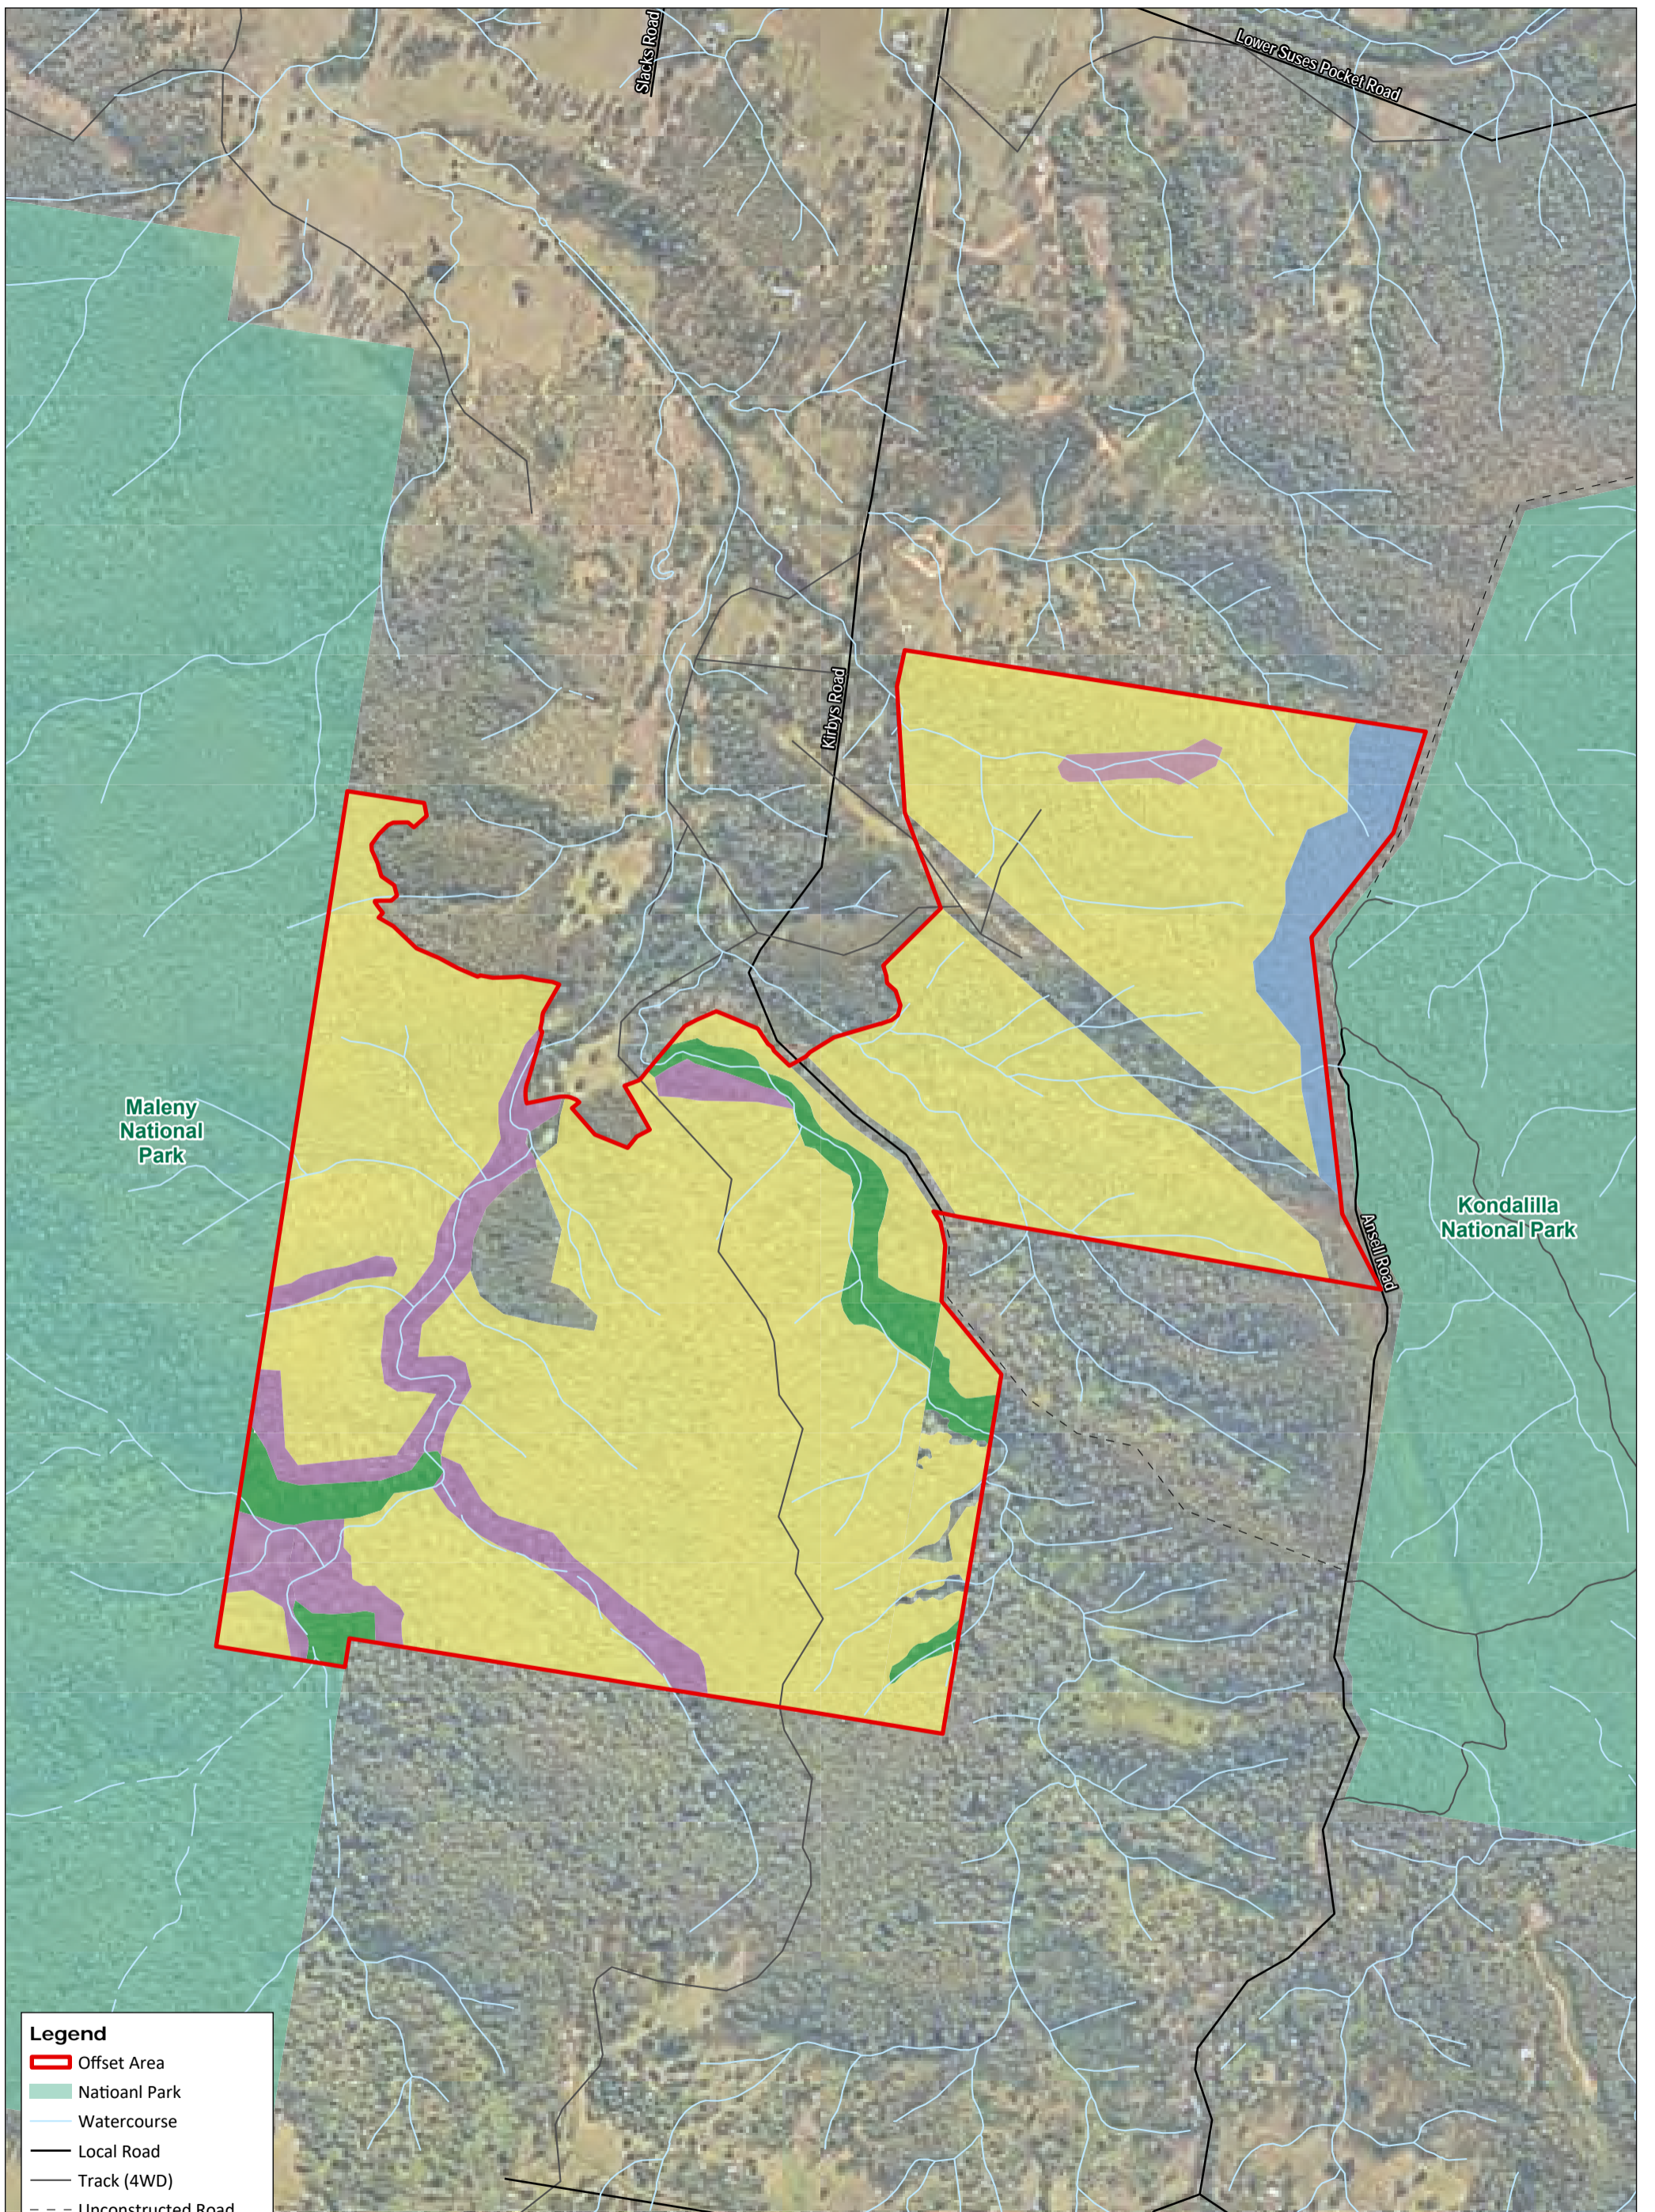 Slacks Road
Lower Suses Pocket Road
Kirbys Road
Maleny
National
Park
Kondalilla
National Park
Ansell Road
Legend
Offset Area
Natioanl Park
Watercourse
Local Road
Track (4WD)
Unconstructed Road